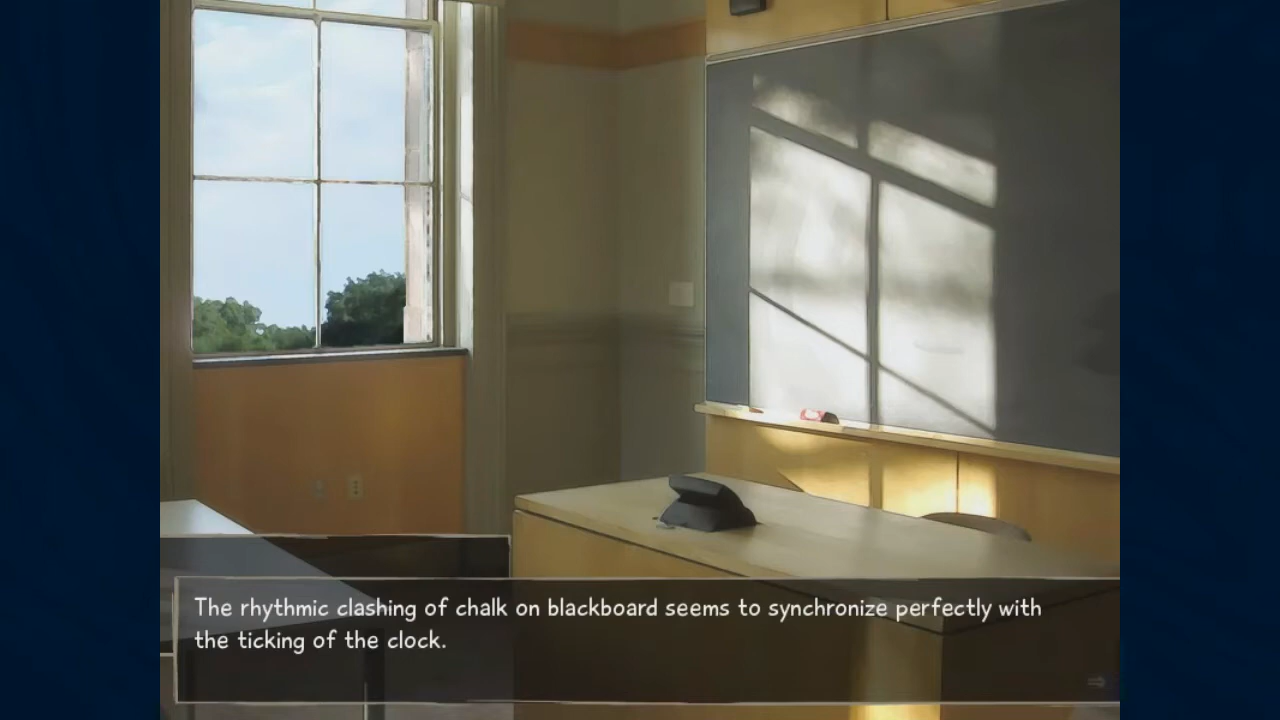 The rhythmic clashing of chalk on blackboard seems to synchronize perfectly with
the ticking of the clock.